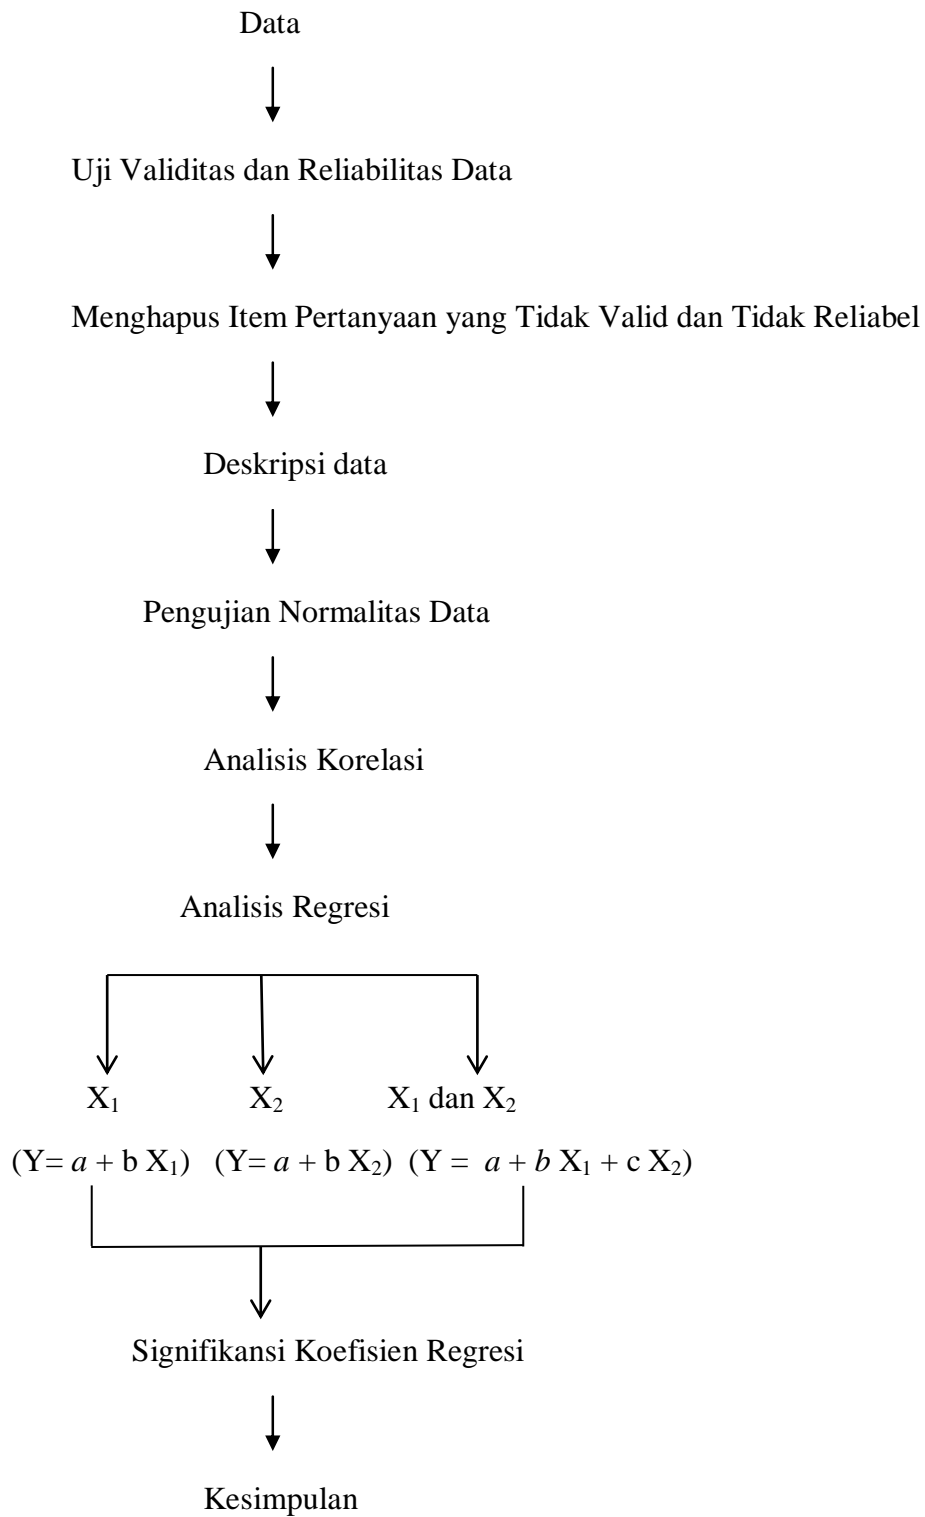 Data
Uji Validitas dan Reliabilitas Data
Menghapus Item Pertanyaan yang Tidak Valid dan Tidak Reliabel
Deskripsi data
Pengujian Normalitas Data
Analisis Korelasi
Analisis Regresi
X₁ X₂ X₁ dan X₂
(Y= a + b X₁) (Y= a + b X₂) (Y = a + b X₁ + c X₂)
Signifikansi Koefisien Regresi
Kesimpulan